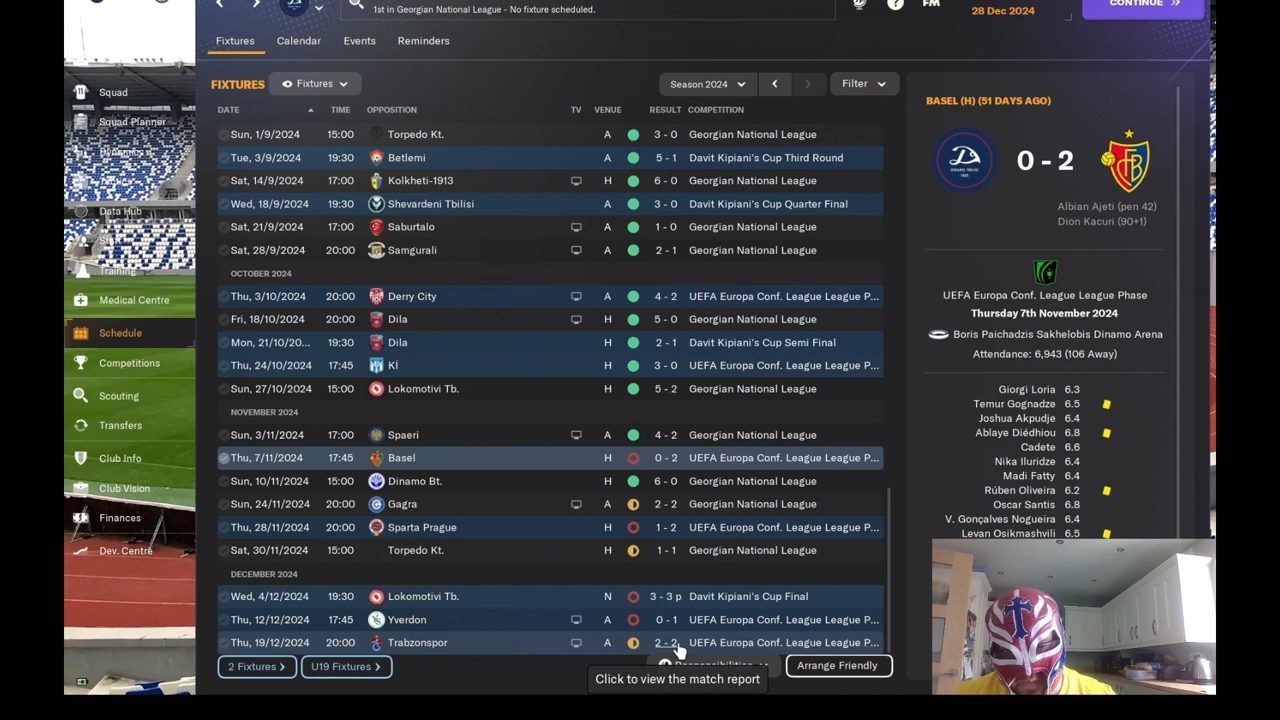 1st in Georgian National League - No fixture scheduled.
FM
28 Dec 2024
CONTINUE
Fixtures Calendar Events Reminders
FIXTURES Fixtures Season 2024 Filter
DATE TIME OPPOSITION TV VENUE RESULT COMPETITION
Sun, 1/9/2024 15:00 Torpedo Kt. A 3 - 0 Georgian National League
Tue, 3/9/2024 19:30 Betlemi A 5 - 1 Davit Kipiani's Cup Third Round
Sat, 14/9/2024 17:00 Kolkheti-1913 H 6 - 0 Georgian National League
Wed, 18/9/2024 19:30 Shevardeni Tbilisi A 3 - 0 Davit Kipiani's Cup Quarter Final
Sat, 21/9/2024 17:00 Saburtalo A 1 - 0 Georgian National League
Sat, 28/9/2024 20:00 Samgurali A 2 - 1 Georgian National League
OCTOBER 2024
Thu, 3/10/2024 20:00 Derry City A 4 - 2 UEFA Europa Conf. League League P...
Fri, 18/10/2024 20:00 Dila H 5 - 0 Georgian National League
Mon, 21/10/20... 19:30 Dila H 2 - 1 Davit Kipiani's Cup Semi Final
Thu, 24/10/2024 17:45 KÍ H 3 - 0 UEFA Europa Conf. League League P...
Sun, 27/10/2024 15:00 Lokomotivi Tb. H 5 - 2 Georgian National League
NOVEMBER 2024
Sun, 3/11/2024 17:00 Spaeri A 4 - 2 Georgian National League
Thu, 7/11/2024 17:45 Basel H 0 - 2 UEFA Europa Conf. League League P...
Sun, 10/11/2024 15:00 Dinamo Bt. H 6 - 0 Georgian National League
Sun, 24/11/2024 20:00 Gagra A 2 - 2 Georgian National League
Thu, 28/11/2024 20:00 Sparta Prague H 1 - 2 UEFA Europa Conf. League League P...
Sat, 30/11/2024 15:00 Torpedo Kt. H 1 - 1 Georgian National League
DECEMBER 2024
Wed, 4/12/2024 19:30 Lokomotivi Tb. N 3 - 3 p Davit Kipiani's Cup Final
Thu, 12/12/2024 17:45 Yverdon A 0 - 1 UEFA Europa Conf. League League P...
Thu, 19/12/2024 20:00 Trabzonspor A 2 - 2 UEFA Europa Conf. League League P...
2 Fixtures U19 Fixtures Responsibilities Arrange Friendly
Click to view the match report
Squad
Squad Planner
Dynamics
Data Hub
Training
Medical Centre
Schedule
Competitions
Scouting
Transfers
Club Info
Club Vision
Finances
Dev. Centre
BASEL (H) (51 DAYS AGO)
0 - 2
FCB
Albian Ajeti (pen 42)
Dion Kacuri (90+1)
UEFA Europa Conf. League League Phase
Thursday 7th November 2024
Boris Paichadzis Sakhelobis Dinamo Arena
Attendance: 6,943 (106 Away)
Giorgi Loria 6.3
Temur Gognadze 6.5
Joshua Akpudje 6.4
Ablaye Diédhiou 6.8
Cadete 6.6
Nika Iluridze 6.4
Madi Fatty 6.4
Rúben Oliveira 6.2
Oscar Santis 6.8
V. Gonçalves Nogueira 6.4
Levan Osikmashvili 6.5